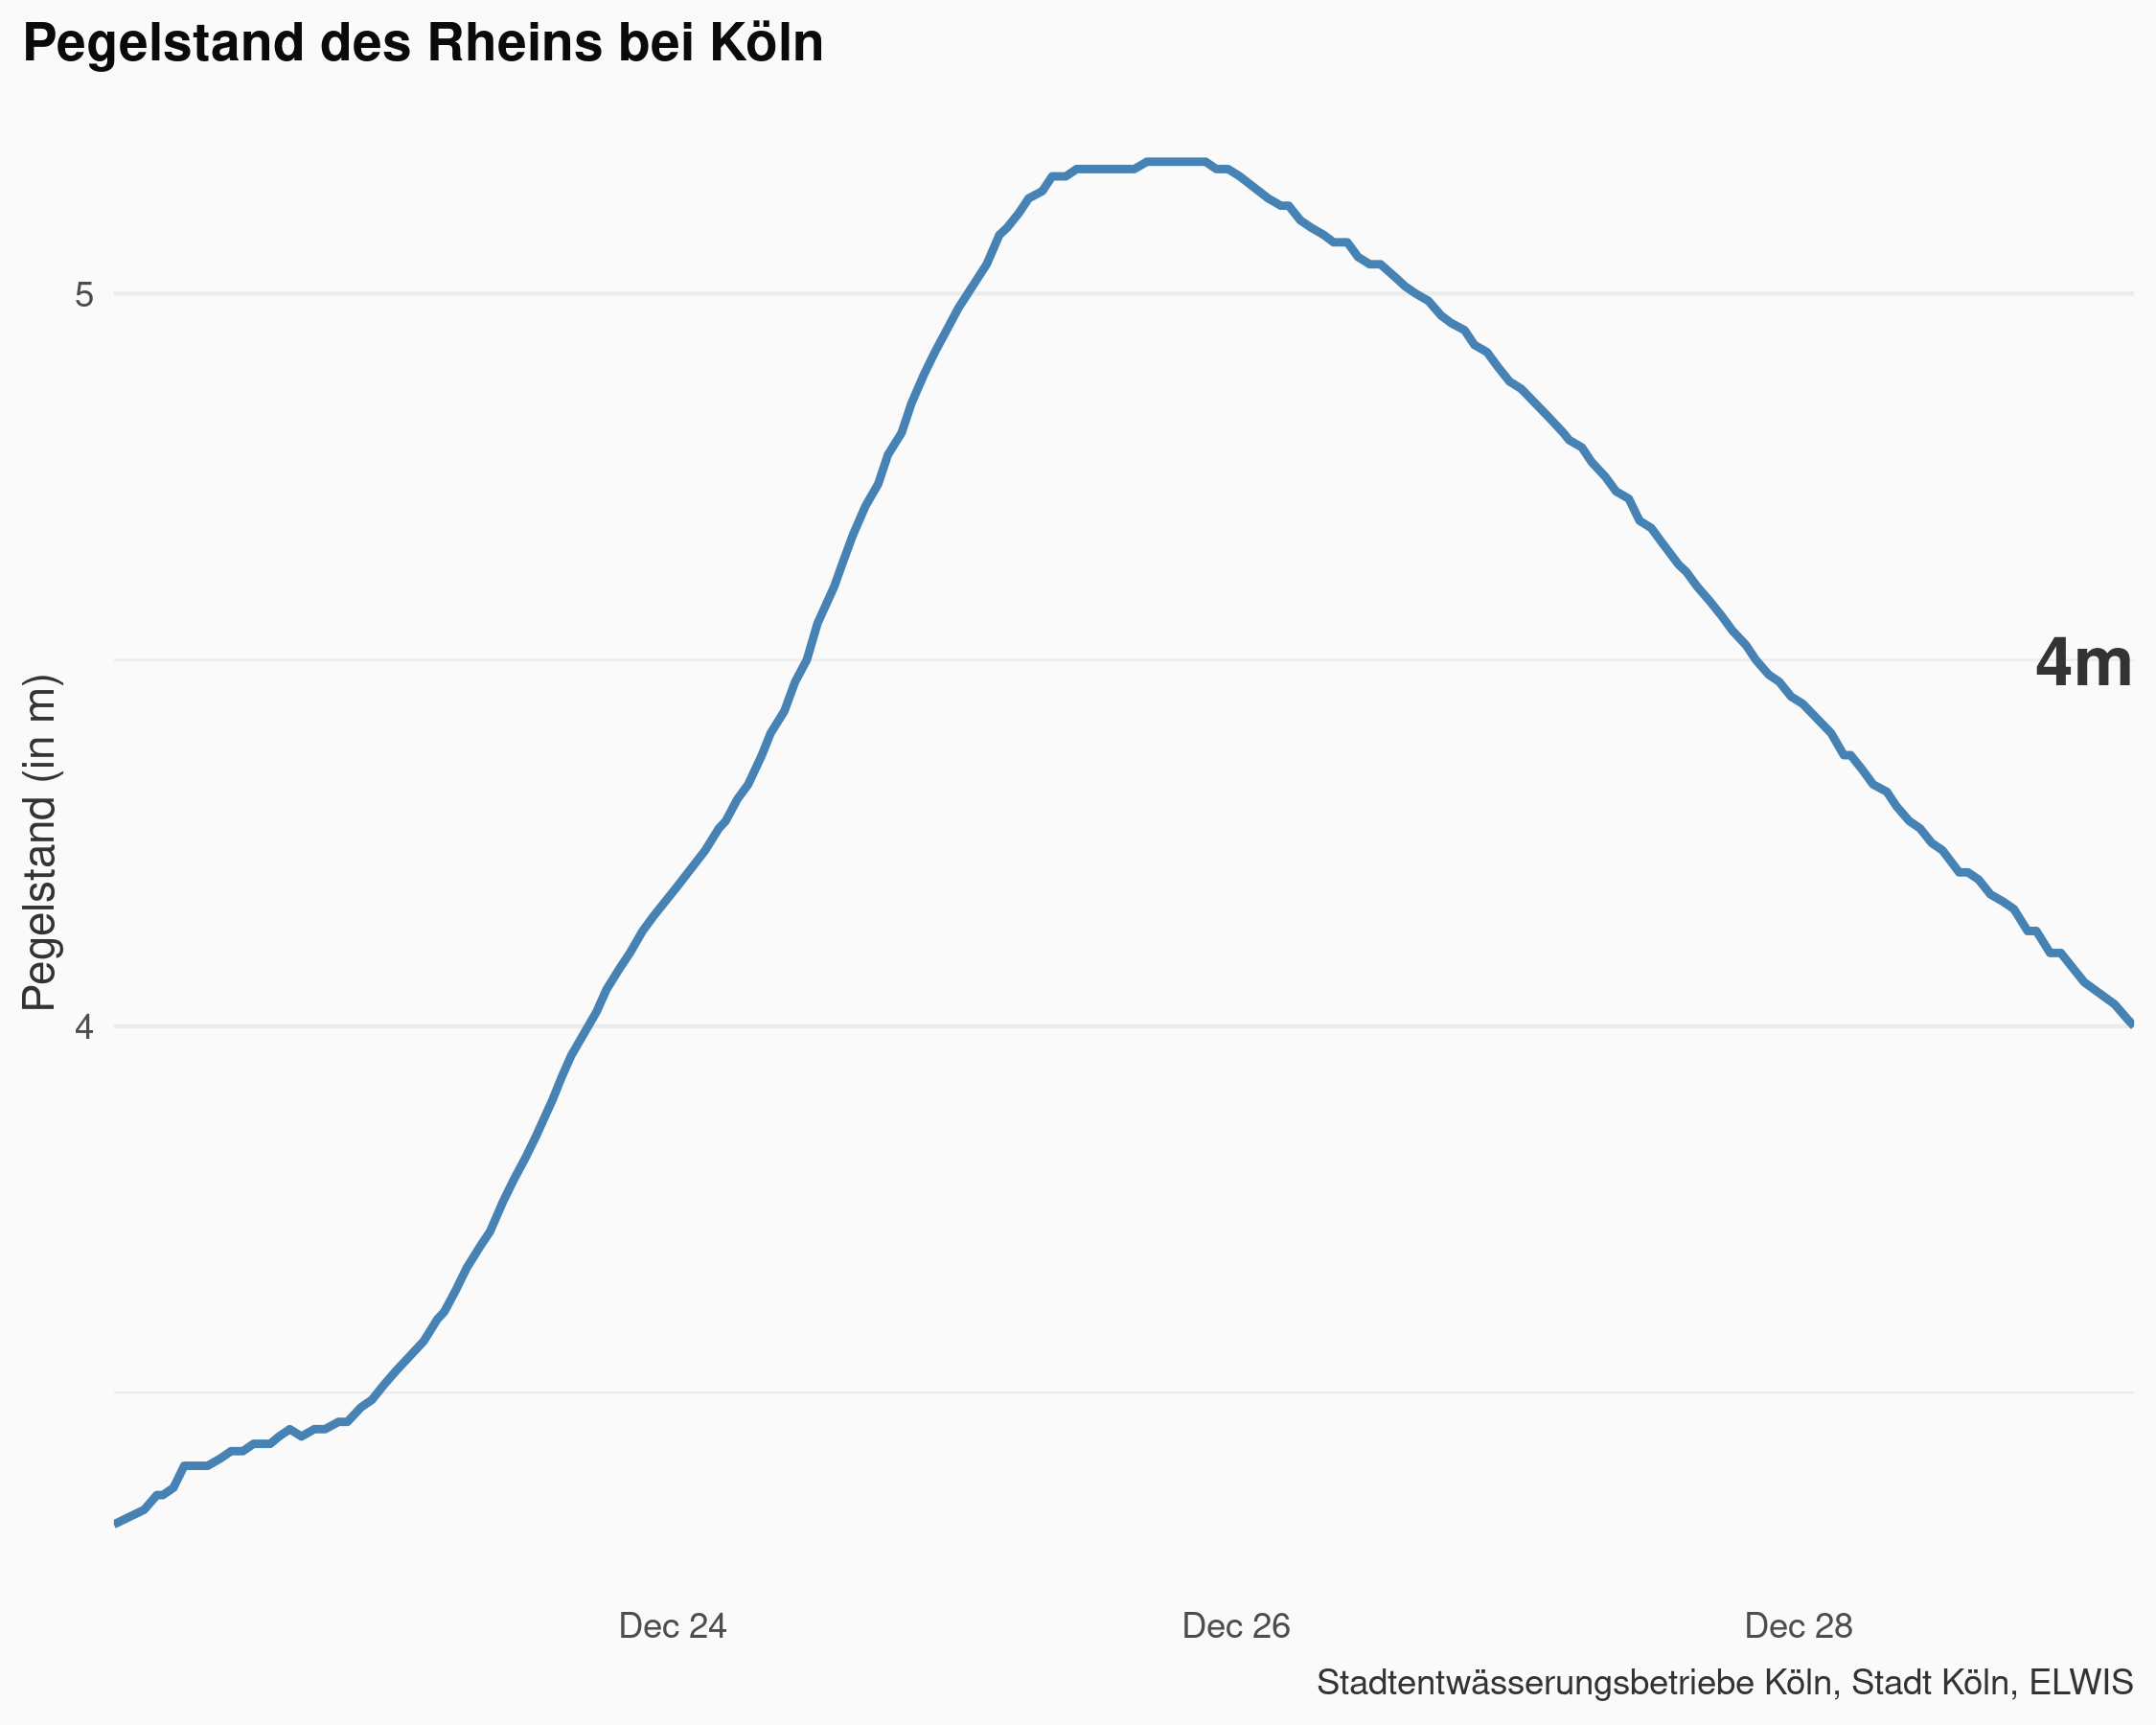 Pegelstand des Rheins bei Köln
Pegelstand (in m)
5
4
4m
Dec 24
Dec 26
Dec 28
Stadtentwässerungsbetriebe Köln, Stadt Köln, ELWIS